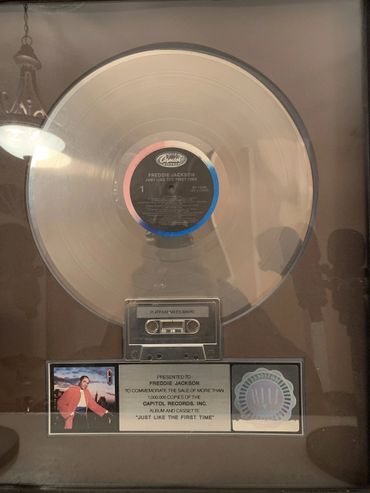 Capitol
FREDDIE JACKSON
JUST LIKE THE FIRST TIME
1
PRESENTED TO
FREDDIE JACKSON
TO COMMEMORATE THE SALE OF MORE THAN
1,000,000 COPIES OF THE
CAPITOL RECORDS, INC.
ALBUM AND CASSETTE
"JUST LIKE THE FIRST TIME"